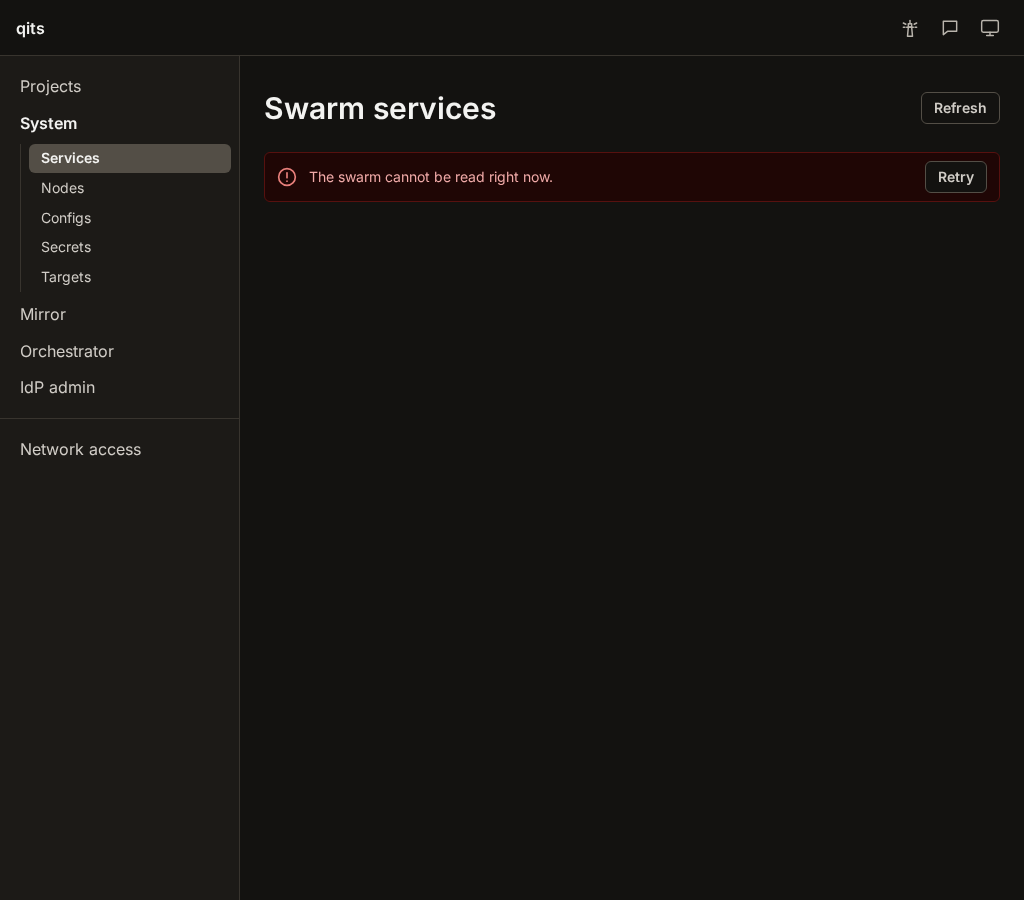 qits
Projects
System
Services
Nodes
Configs
Secrets
Targets
Mirror
Orchestrator
IdP admin
Network access
Swarm services
Refresh
The swarm cannot be read right now.
Retry